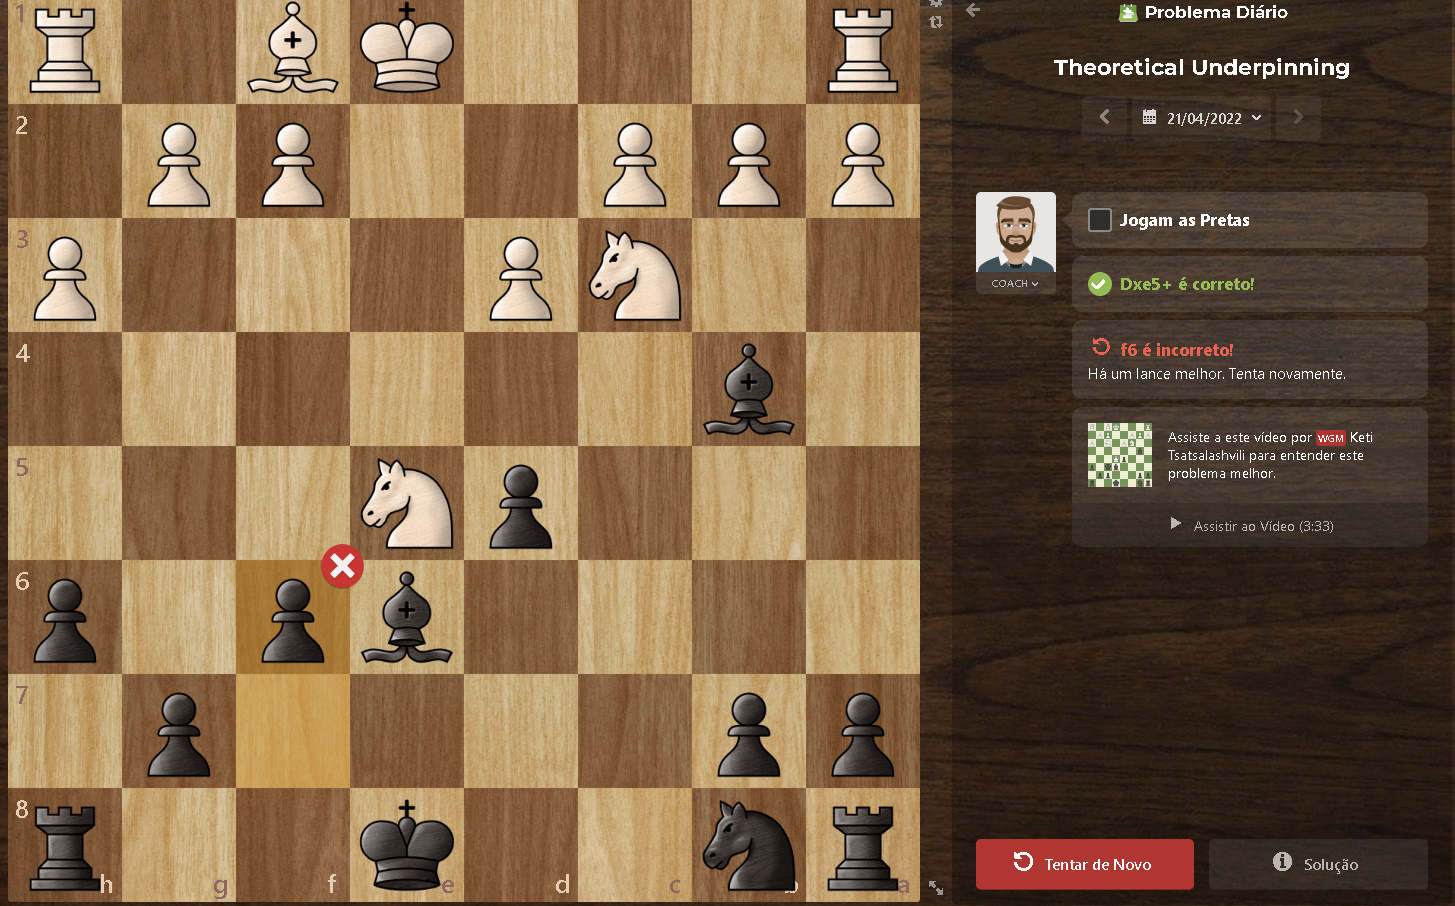 1
2
3
4
5
6
7
8
h
g
f
e
d
c
b
a
Problema Diário
Theoretical Underpinning
21/04/2022
COACH
Jogam as Pretas
Dxe5+ é correto!
f6 é incorreto!
Há um lance melhor. Tenta novamente.
Assiste a este vídeo por WGM Keti
Tsatsalashvili para entender este
problema melhor.
Assistir ao Vídeo (3:33)
Tentar de Novo
Solução